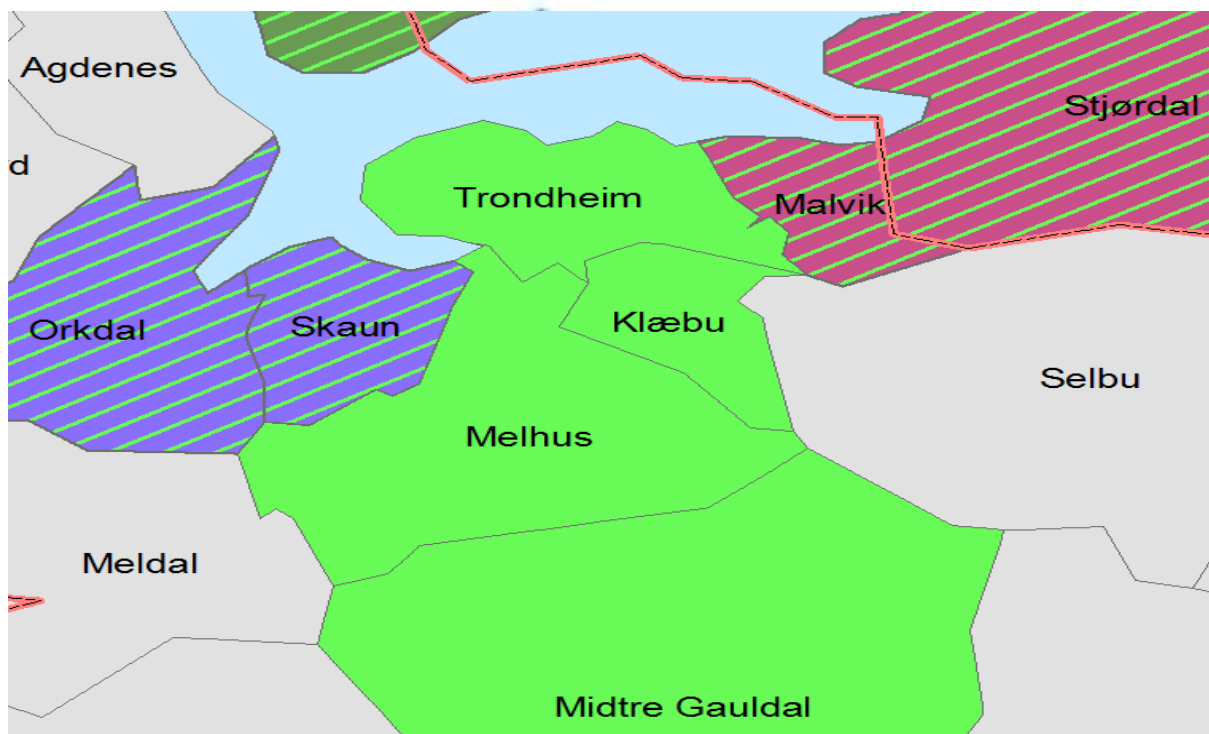 Agdenes
Stjørdal
d
Trondheim
Malvik
Orkdal
Skaun
Klæbu
Selbu
Melhus
Meldal
Midtre Gauldal